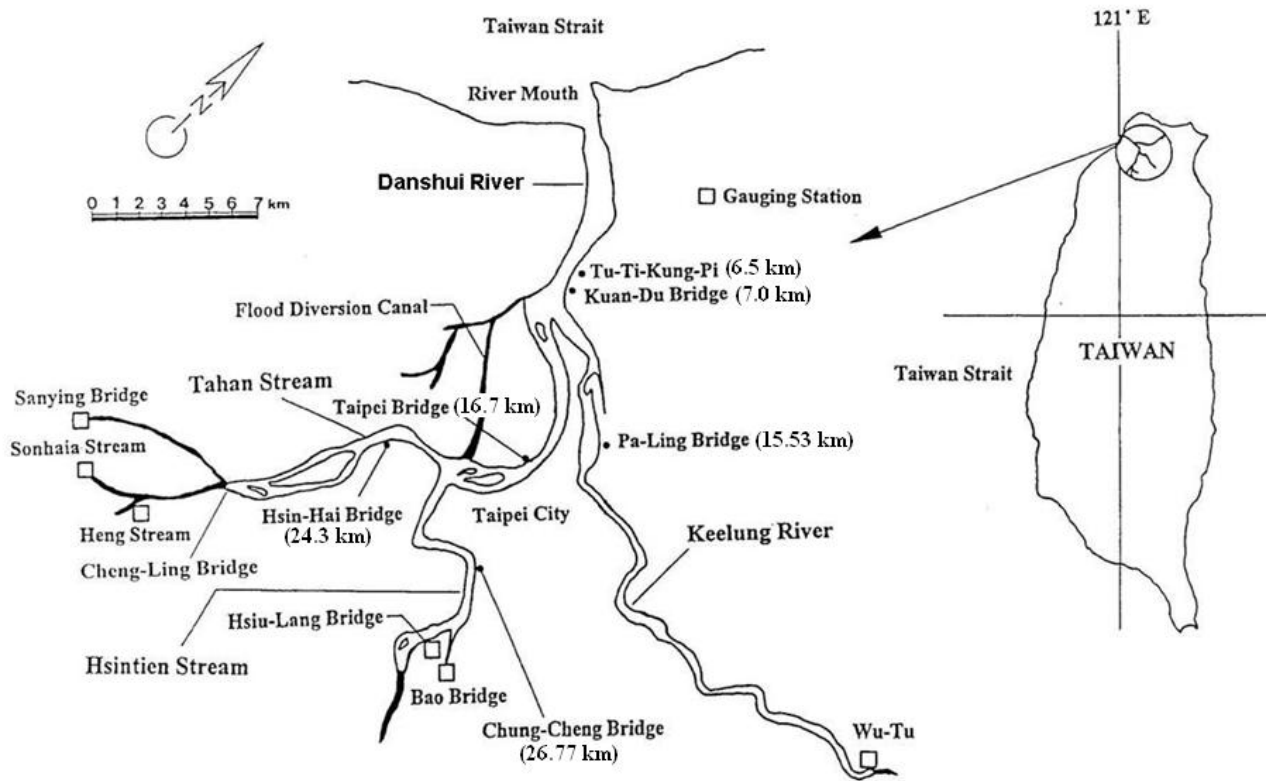 Taiwan Strait
121° E
River Mouth
N
Danshui River
0 1 2 3 4 5 6 7 km
Gauging Station
Tu-Ti-Kung-Pi (6.5 km)
Kuan-Du Bridge (7.0 km)
Flood Diversion Canal
TAIWAN
Taiwan Strait
Tahan Stream
Sanying Bridge
Taipei Bridge (16.7 km)
Sonhaia Stream
Pa-Ling Bridge (15.53 km)
Hsin-Hai Bridge
(24.3 km)
Taipei City
Heng Stream
Keelung River
Cheng-Ling Bridge
Hsiu-Lang Bridge
Hsintien Stream
Bao Bridge
Chung-Cheng Bridge
(26.77 km)
Wu-Tu